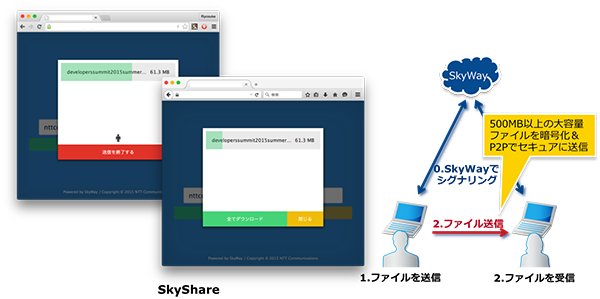 Ryosuke
developerssummit2015summer... 61.3 MB
nttc
送信を終了する
Powered by SkyWay / Copyright © 2015 NTT Communications
検索
developerssummit2015summer... 61.3 MB
nttcc
全てダウンロード
閉じる
Powered by SkyWay / Copyright © 2015 NTT Communications
SkyShare
SkyWay
500MB以上の大容量
ファイルを暗号化＆
P2Pでセキュアに送信
0.SkyWayで
シグナリング
2.ファイル送信
1.ファイルを送信
2.ファイルを受信